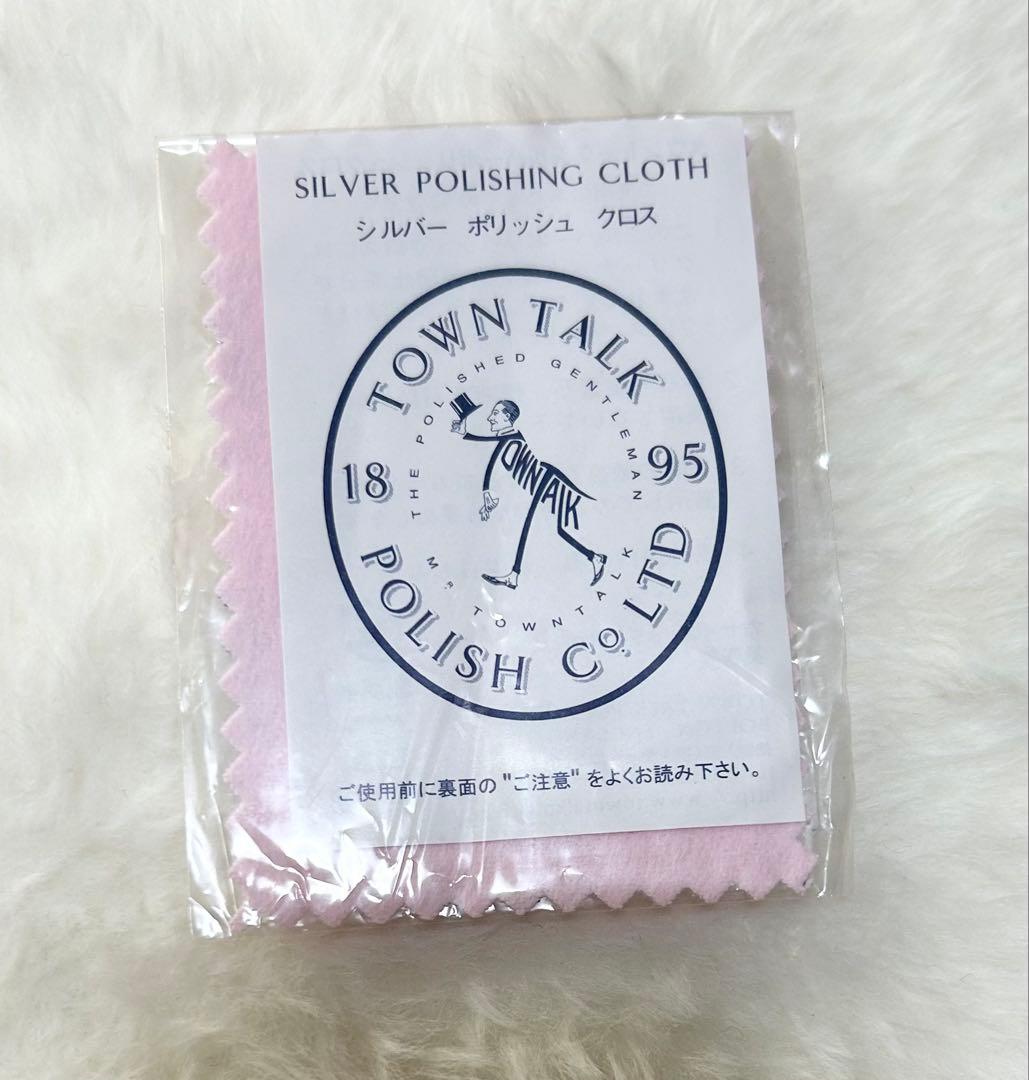 SILVER POLISHING CLOTH
シルバー ポリッシュ クロス
TOWN TALK
THE POLISHED GENTLEMAN
TOWN TALK
18 95
MR. TOWNTALK
POLISH Co. LTD
ご使用前に裏面の"ご注意"をよくお読み下さい。